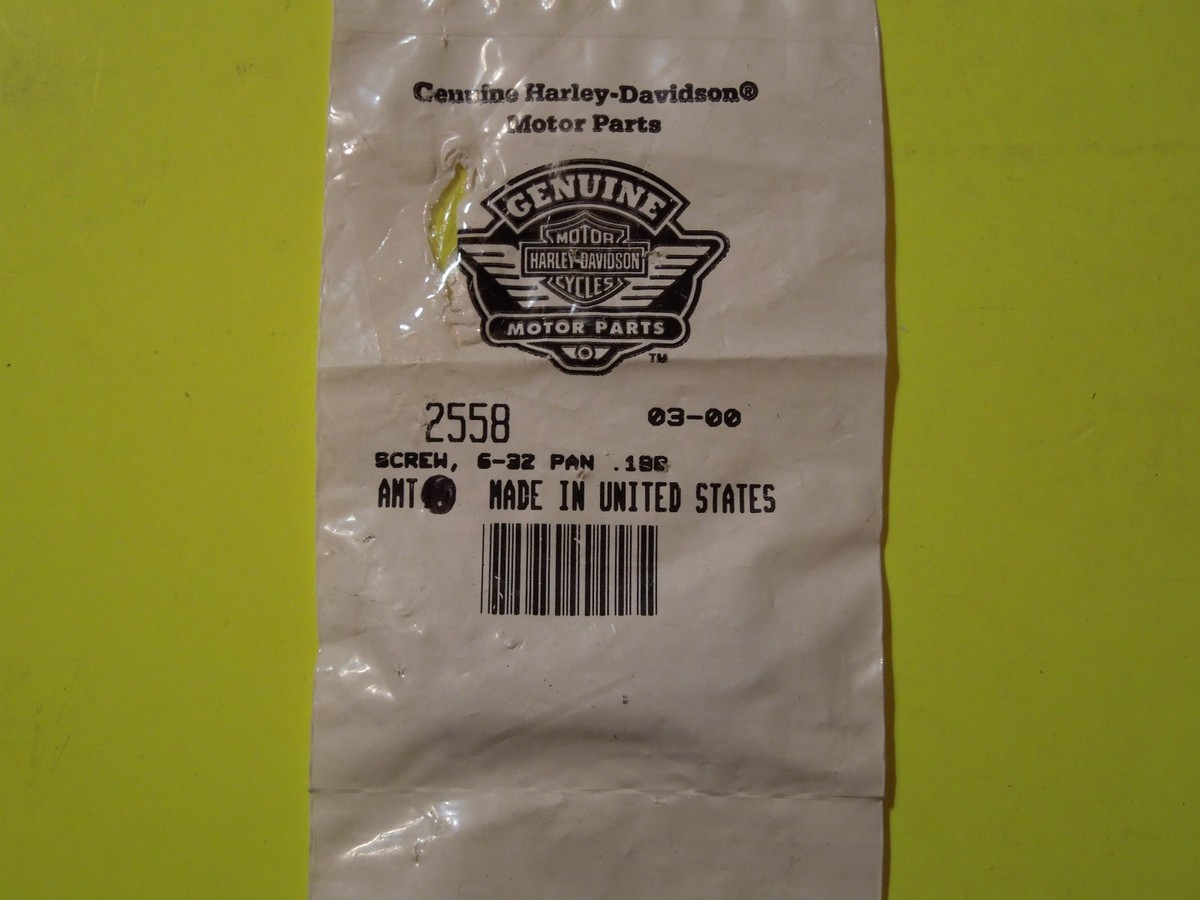 Genuine Harley-Davidson®
Motor Parts
GENUINE
MOTOR
HARLEY-DAVIDSON
CYCLES
MOTOR PARTS
TM
2558 03-00
SCREW, 6-32 PAN
AMT MADE IN UNITED STATES